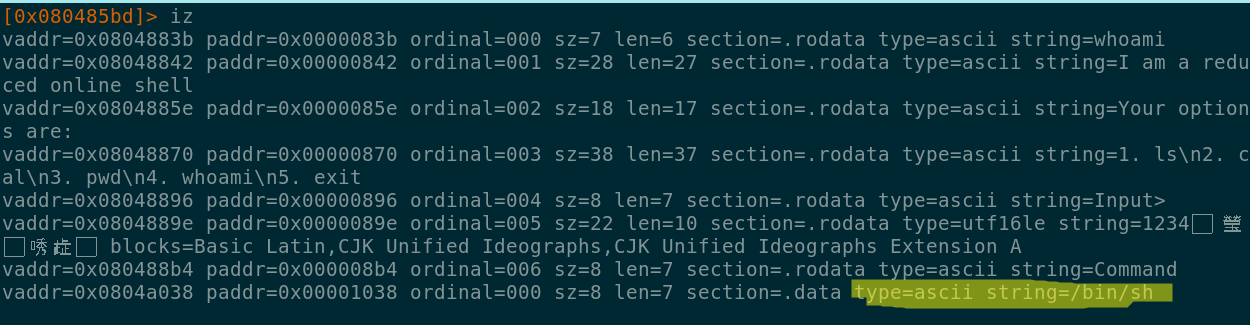 [0x080485bd]> iz
vaddr=0x0804883b paddr=0x0000083b ordinal=000 sz=7 len=6 section=.rodata type=ascii string=whoami
vaddr=0x08048842 paddr=0x00000842 ordinal=001 sz=28 len=27 section=.rodata type=ascii string=I am a redu
ced online shell
vaddr=0x0804885e paddr=0x0000085e ordinal=002 sz=18 len=17 section=.rodata type=ascii string=Your option
s are:
vaddr=0x08048870 paddr=0x00000870 ordinal=003 sz=38 len=37 section=.rodata type=ascii string=1. ls\n2. c
al\n3. pwd\n4. whoami\n5. exit
vaddr=0x08048896 paddr=0x00000896 ordinal=004 sz=8 len=7 section=.rodata type=ascii string=Input>
vaddr=0x0804889e paddr=0x0000089e ordinal=005 sz=22 len=10 section=.rodata type=utf16le string=1234
blocks=Basic Latin,CJK Unified Ideographs,CJK Unified Ideographs Extension A
vaddr=0x080488b4 paddr=0x000008b4 ordinal=006 sz=8 len=7 section=.rodata type=ascii string=Command
vaddr=0x0804a038 paddr=0x00001038 ordinal=000 sz=8 len=7 section=.data type=ascii string=/bin/sh